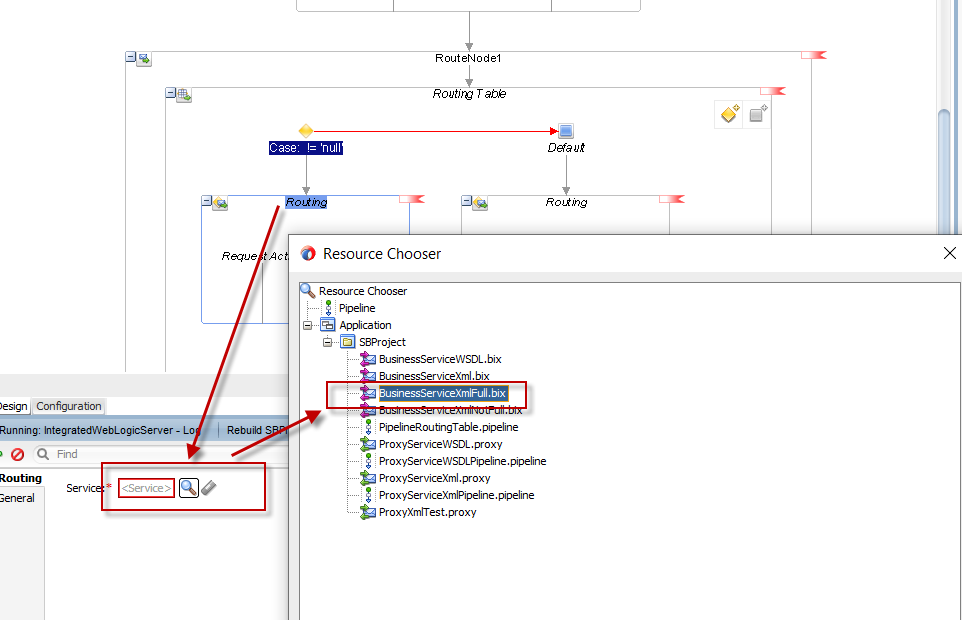 RouteNode1
Routing Table
Case: != 'null'
Default
Routing
Routing
Request Act
Resource Chooser
Resource Chooser
Pipeline
Application
SBProject
BusinessServiceWSDL.bix
BusinessServiceXml.bix
BusinessServiceXmlFull.bix
BusinessServiceXmlNotFull.bix
PipelineRoutingTable.pipeline
ProxyServiceWSDL.proxy
ProxyServiceWSDLPipeline.pipeline
ProxyServiceXml.proxy
ProxyServiceXmlPipeline.pipeline
ProxyXmlTest.proxy
Design Configuration
Running: IntegratedWebLogicServer - Log Rebuild SBP
Find
Routing
General
Service:* <Service>